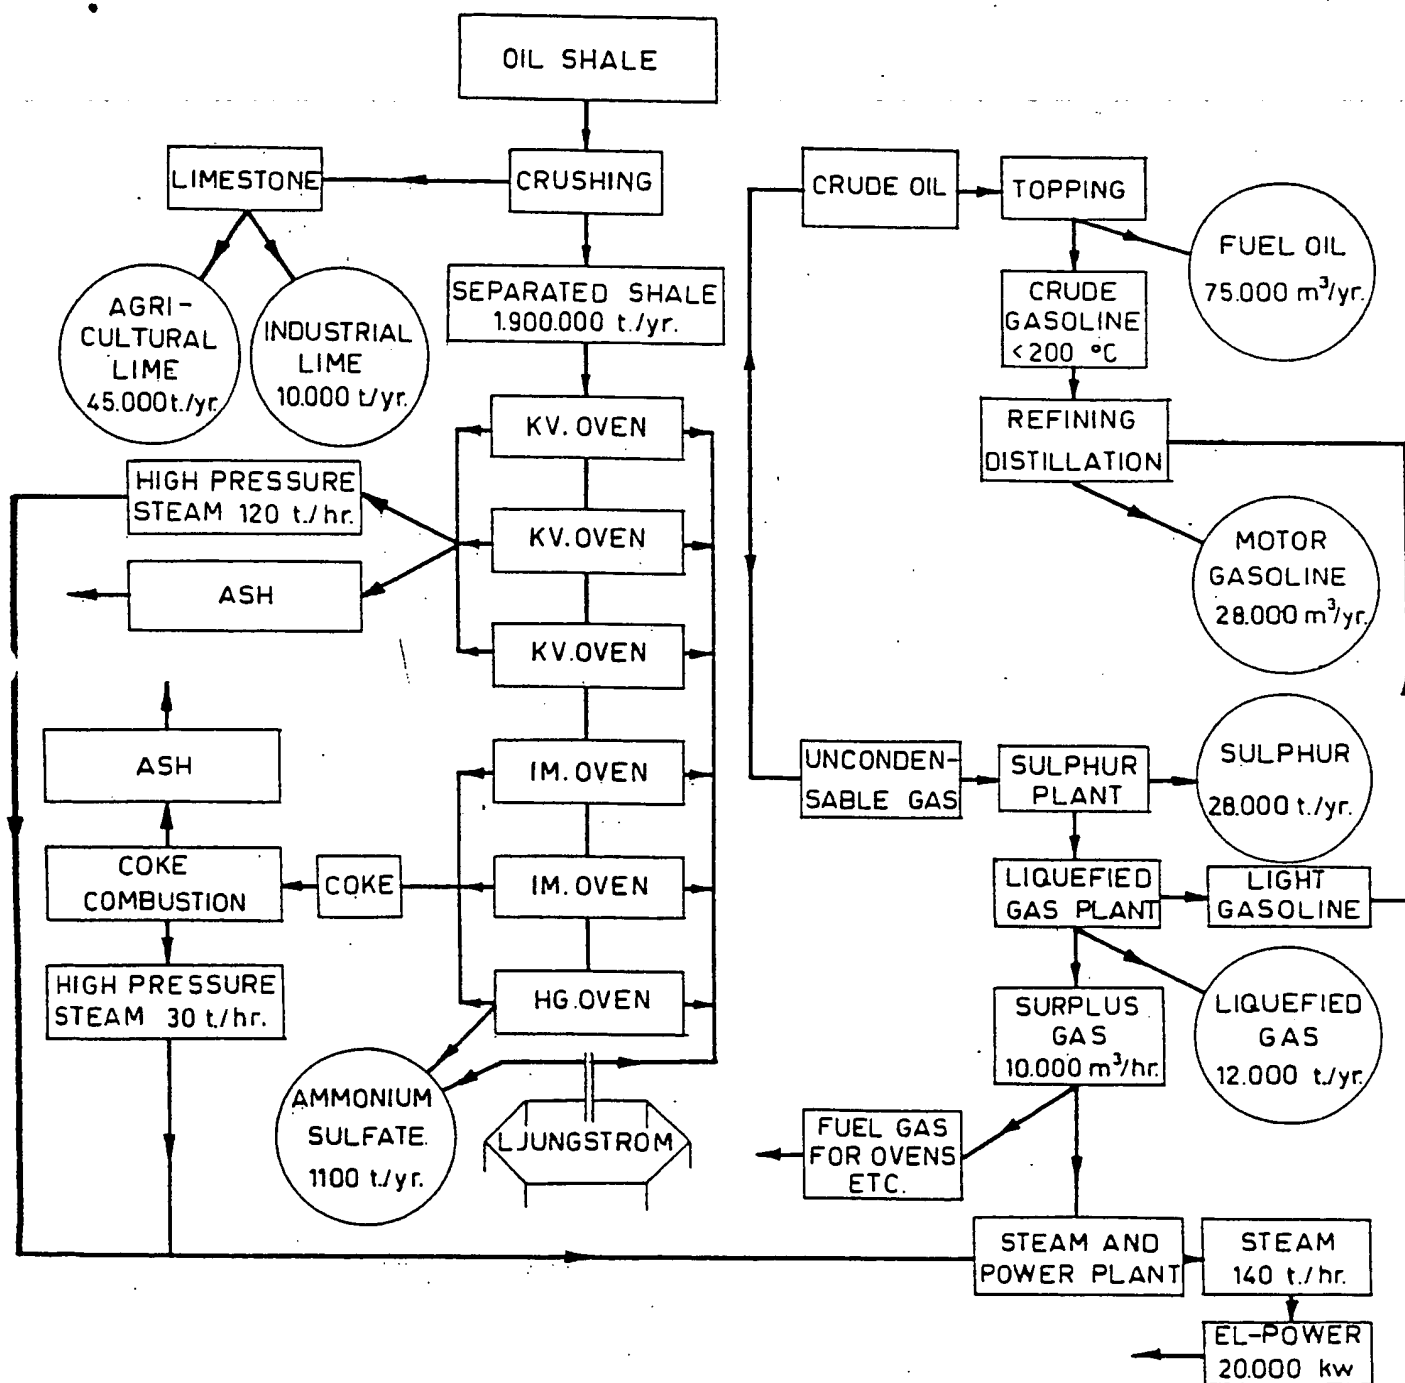 OIL SHALE
LIMESTONE
CRUSHING
CRUDE OIL
TOPPING
FUEL OIL
75.000 m³/yr.
AGRI-
CULTURAL
LIME
45.000 t./yr.
INDUSTRIAL
LIME
10.000 t/yr.
SEPARATED SHALE
1.900.000 t./yr.
CRUDE
GASOLINE
<200 °C
KV. OVEN
REFINING
DISTILLATION
HIGH PRESSURE
STEAM 120 t./hr.
KV. OVEN
MOTOR
GASOLINE
28.000 m³/yr.
ASH
KV. OVEN
ASH
IM. OVEN
UNCONDEN-
SABLE GAS
SULPHUR
PLANT
SULPHUR
28.000 t./yr.
COKE
COMBUSTION
COKE
IM. OVEN
LIQUEFIED
GAS PLANT
LIGHT
GASOLINE
HIGH PRESSURE
STEAM 30 t./hr.
HG. OVEN
SURPLUS
GAS
10.000 m³/hr.
LIQUEFIED
GAS
12.000 t./yr.
AMMONIUM
SULFATE.
1100 t./yr.
LJUNGSTROM
FUEL GAS
FOR OVENS
ETC.
STEAM AND
POWER PLANT
STEAM
140 t./hr.
EL-POWER
20.000 kw